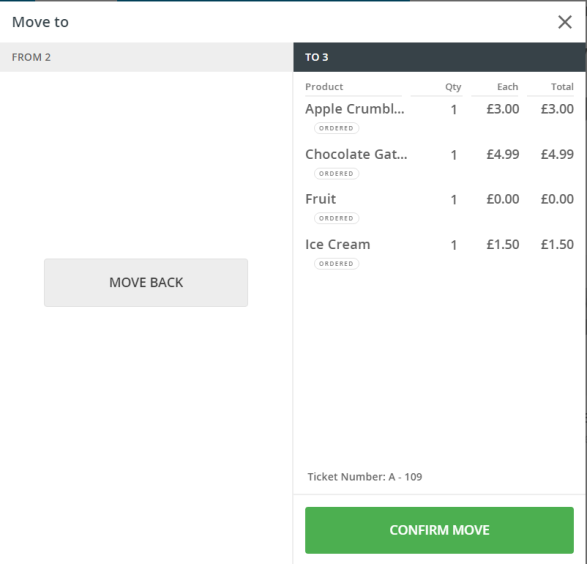 Move to
FROM 2
TO 3
Product Qty Each Total
Apple Crumbl... 1 £3.00 £3.00
ORDERED
Chocolate Gat... 1 £4.99 £4.99
ORDERED
Fruit 1 £0.00 £0.00
ORDERED
Ice Cream 1 £1.50 £1.50
ORDERED
MOVE BACK
Ticket Number: A - 109
CONFIRM MOVE